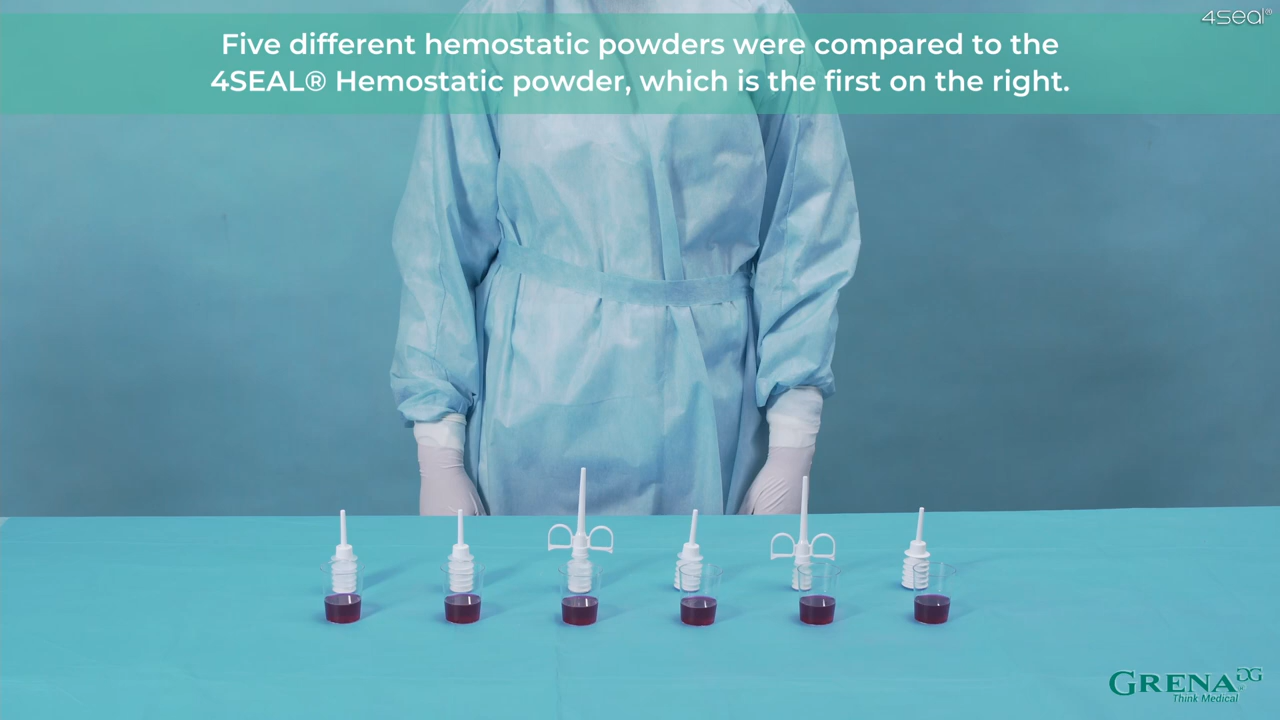 4seal®
Five different hemostatic powders were compared to the
4SEAL® Hemostatic powder, which is the first on the right.
GRENA®
Think Medical